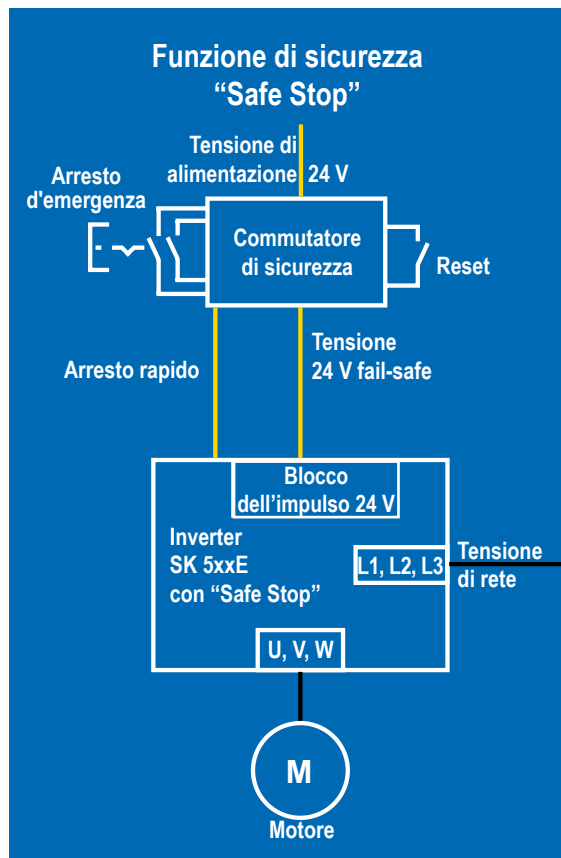 Funzione di sicurezza
“Safe Stop”
Tensione di
alimentazione 24 V
Arresto
d'emergenza
Commutatore
di sicurezza
Reset
Arresto rapido
Tensione
24 V fail-safe
Blocco
dell’impulso 24 V
Inverter
SK 5xxE
con “Safe Stop”
L1, L2, L3
Tensione
di rete
U, V, W
M
Motore